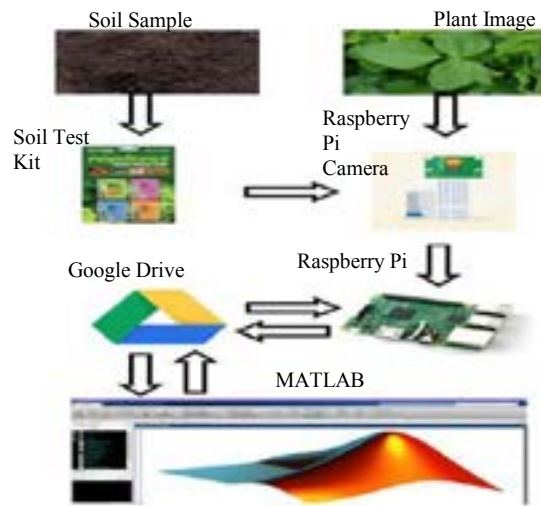 Soil Sample
Plant Image
Soil Test
Kit
Raspberry
Pi
Camera
Google Drive
Raspberry Pi
MATLAB